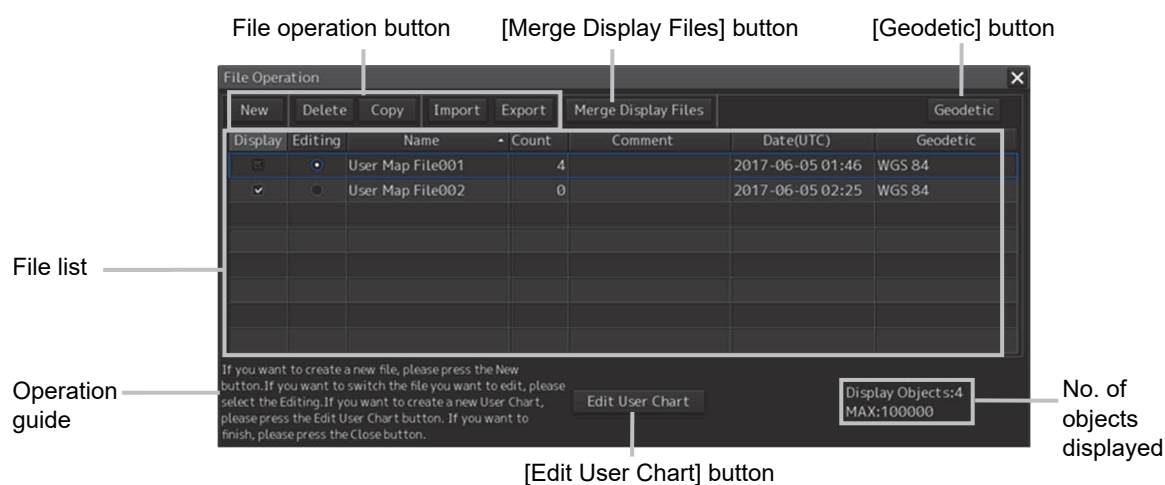 File operation button [Merge Display Files] button [Geodetic] button
File Operation
New Delete Copy Import Export Merge Display Files Geodetic
Display Editing Name Count Comment Date(UTC) Geodetic
User Map File001 4 2017-06-05 01:46 WGS 84
User Map File002 0 2017-06-05 02:25 WGS 84
File list
If you want to create a new file, please press the New
button.If you want to switch the file you want to edit, please
select the Editing.If you want to create a new User Chart,
please press the Edit User Chart button. If you want to
finish, please press the Close button.
Operation
guide
Edit User Chart
Display Objects:4
MAX:100000
No. of
objects
displayed
[Edit User Chart] button